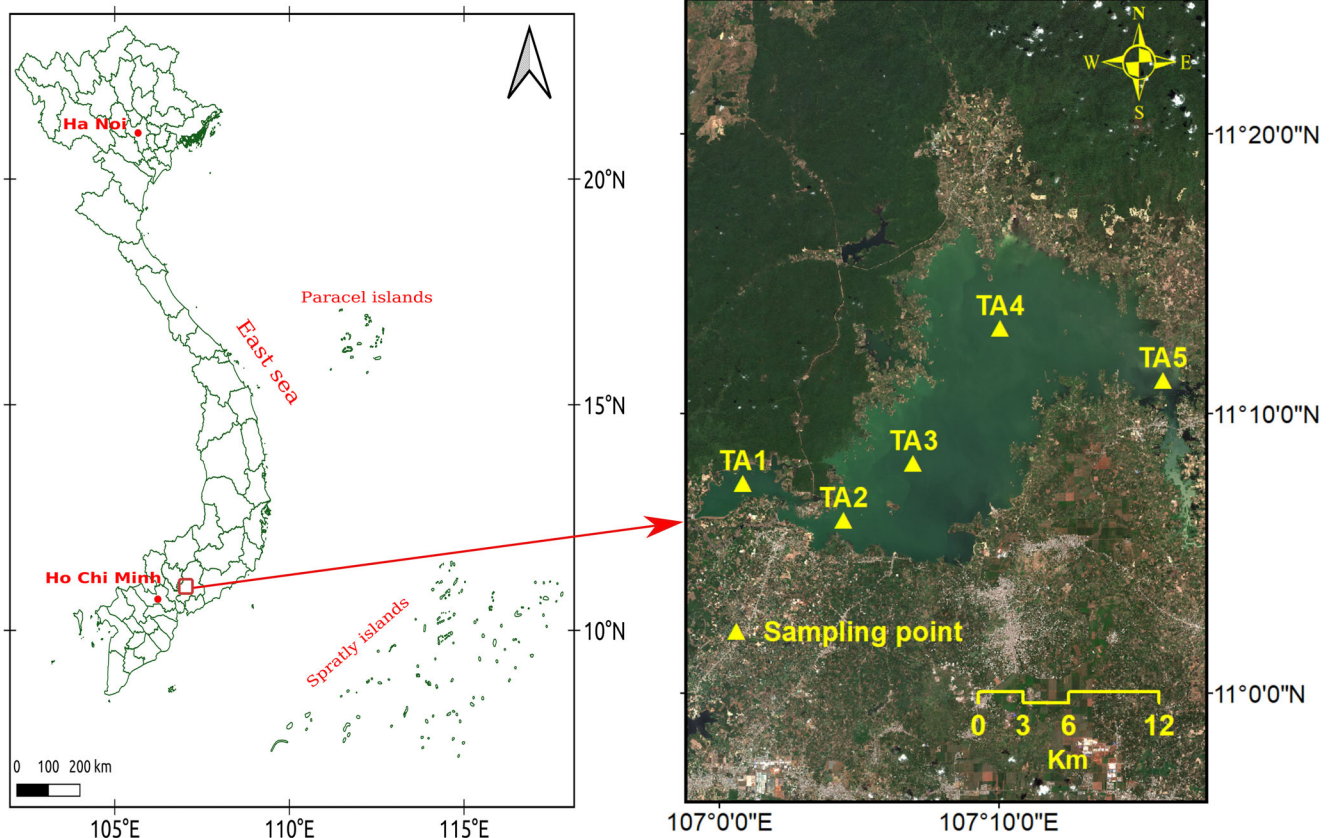 Ha Noi
20°N
Paracel islands
East sea
15°N
Ho Chi Minh
Spratly islands
10°N
0 100 200 km
105°E
110°E
115°E
N
W
E
S
11°20'0"N
TA4
TA5
11°10'0"N
TA3
TA1
TA2
Sampling point
11°0'0"N
0 3 6 12
Km
107°0'0"E
107°10'0"E